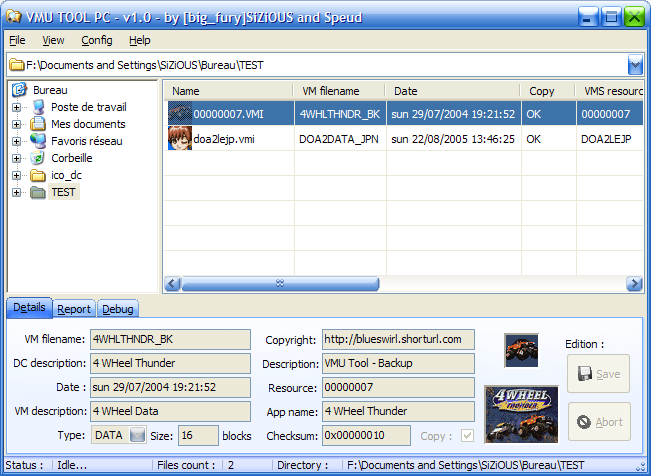 VMU TOOL PC - v1.0 - by [big_fury]SiZiOUS and Speud
File View Config Help
F:\Documents and Settings\SiZiOUS\Bureau\TEST
Bureau
Poste de travail
Mes documents
Favoris réseau
Corbeille
ico_dc
TEST
Name VM filename Date Copy VMS resourc
00000007.VMI 4WHLTHNDR_BK sun 29/07/2004 19:21:52 OK 00000007
doa2lejp.vmi DOA2DATA_JPN sun 22/08/2005 13:46:25 OK DOA2LEJP
Details Report Debug
VM filename: 4WHLTHNDR_BK Copyright: http://blueswirl.shorturl.com
DC description: 4 WHeel Thunder Description: VMU Tool - Backup
Date : sun 29/07/2004 19:21:52 Resource: 00000007
VM description: 4 WHeel Data App name: 4 WHeel Thunder
Type: DATA Size: 16 blocks Checksum: 0x00000010 Copy :
4 WHEEL
THUNDER
Edition :
Save
Abort
Status : Idle... Files count : 2 Directory : F:\Documents and Settings\SiZiOUS\Bureau\TEST